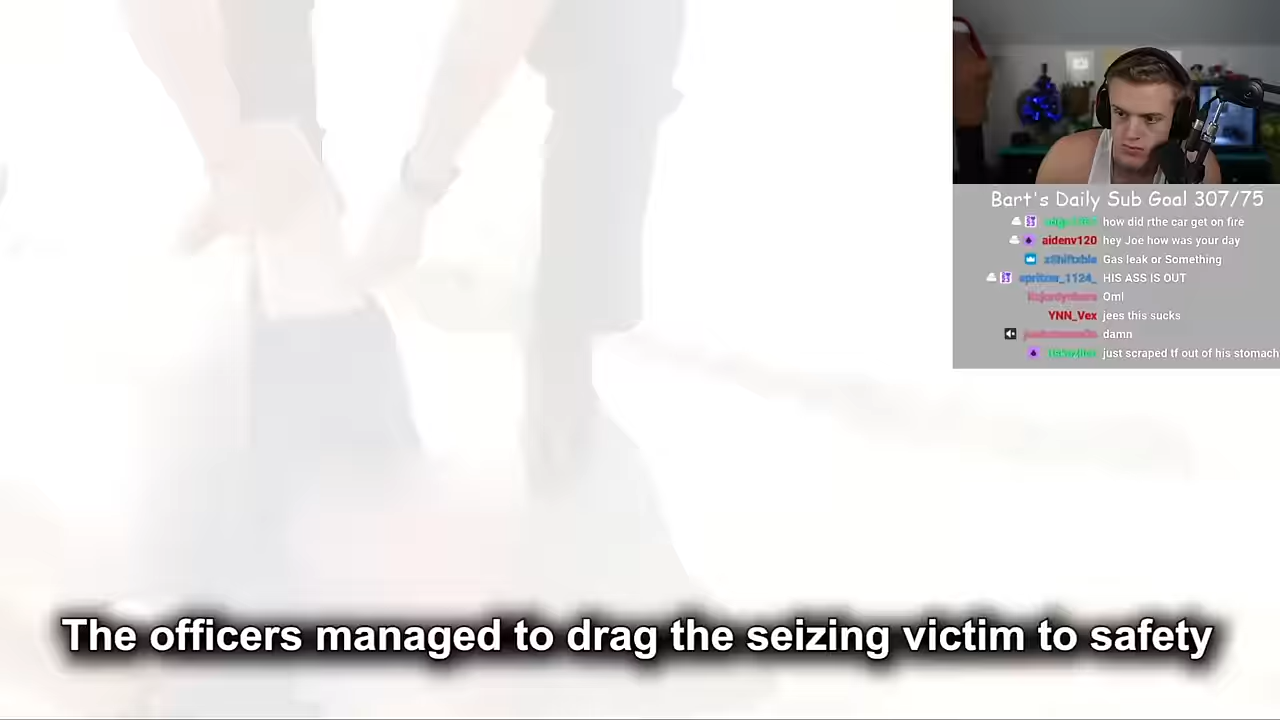 Bart's Daily Sub Goal 307/75
how did rthe car get on fire
aidenv120 hey Joe how was your day
zShiftxble Gas leak or Something
spritzer_1124_ HIS ASS IS OUT
Oml
YNN_Vex jees this sucks
damn
just scraped tf out of his stomach
The officers managed to drag the seizing victim to safety